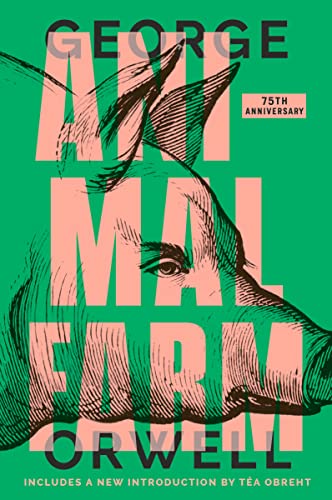 GEORGE
ANI
75TH
ANNIVERSARY
MAL
FARM
ORWELL
INCLUDES A NEW INTRODUCTION BY TÉA OBREHT